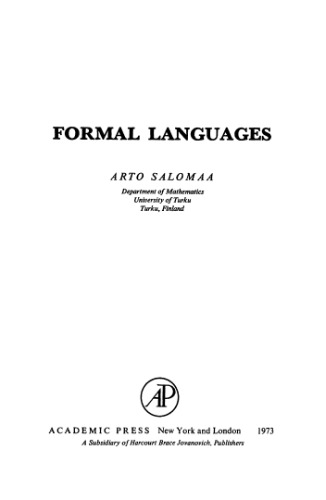 FORMAL LANGUAGES
ARTO SALOMAA
Department of Mathematics
University of Turku
Turku, Finland
AP
ACADEMIC PRESS New York and London 1973
A Subsidiary of Harcourt Brace Jovanovich, Publishers